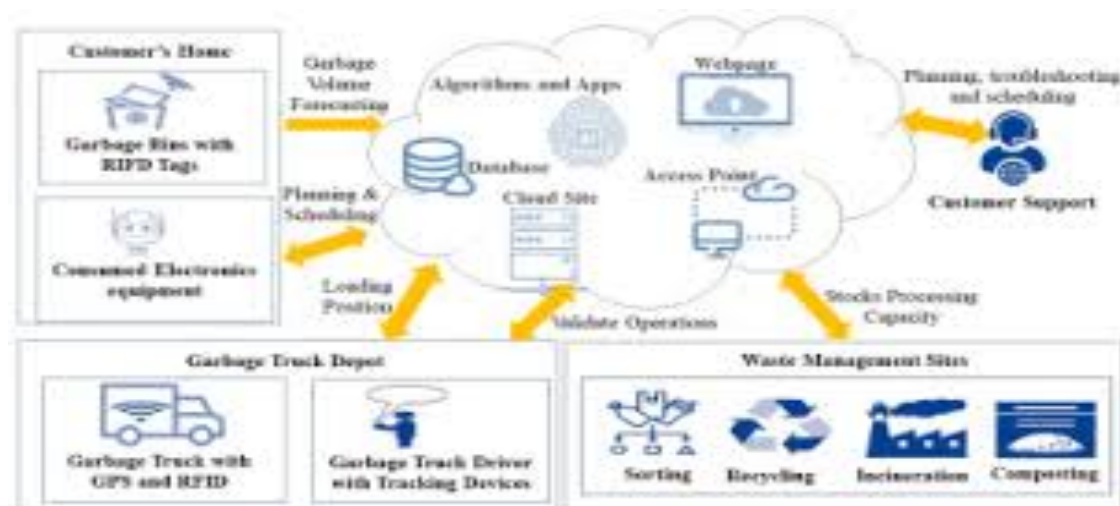 Customer's Home
Garbage Bins with
RIFD Tags
Consumed Electronics
equipment
Garbage
Volume
Forecasting
Planning &
Scheduling
Loading
Position
Algorithms and Apps
Webpage
Database
Cloud Site
Access Point
Validate Operations
Planning, troubleshooting
and scheduling
Customer Support
Stocks Processing
Capacity
Garbage Truck Depot
Garbage Truck with
GPS and RFID
Garbage Truck Driver
with Tracking Devices
Waste Management Sites
Sorting
Recycling
Incineration
Composting